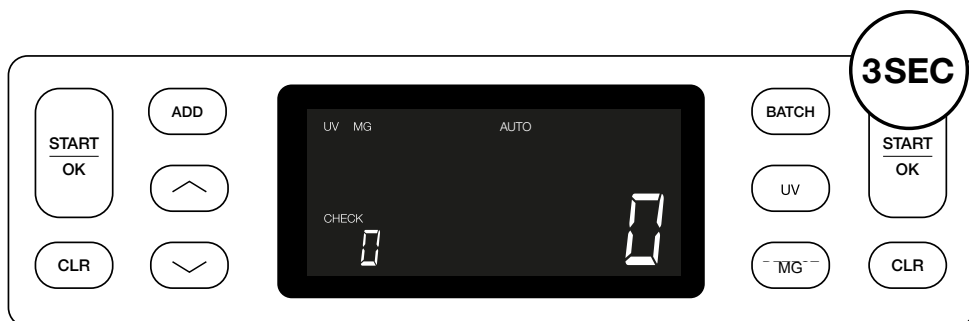 3SEC
START
OK
CLR
ADD
UV MG AUTO
CHECK
0
0
BATCH
UV
MG
START
OK
CLR